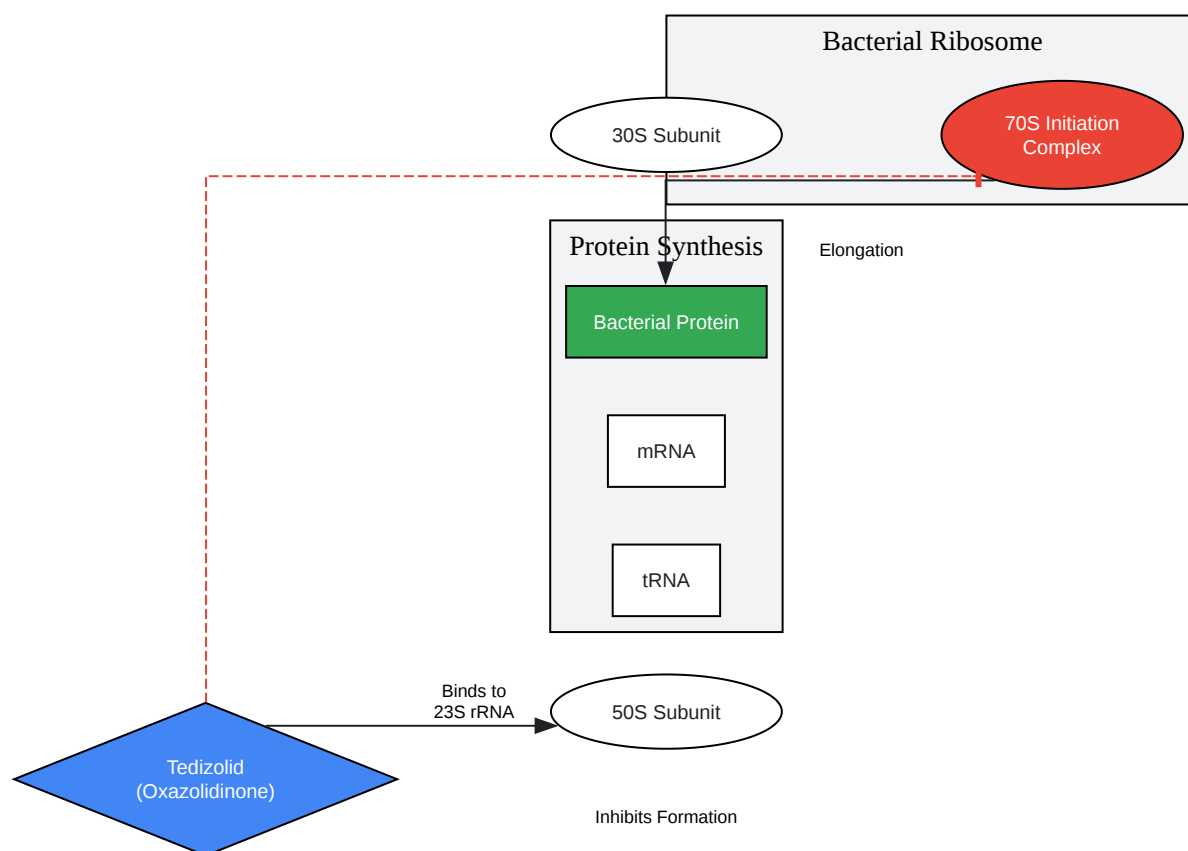 Bacterial Ribosome
30S Subunit
70S Initiation
Complex
Protein Synthesis
Elongation
Bacterial Protein
mRNA
tRNA
Binds to
23S rRNA
50S Subunit
Tedizolid
(Oxazolidinone)
Inhibits Formation